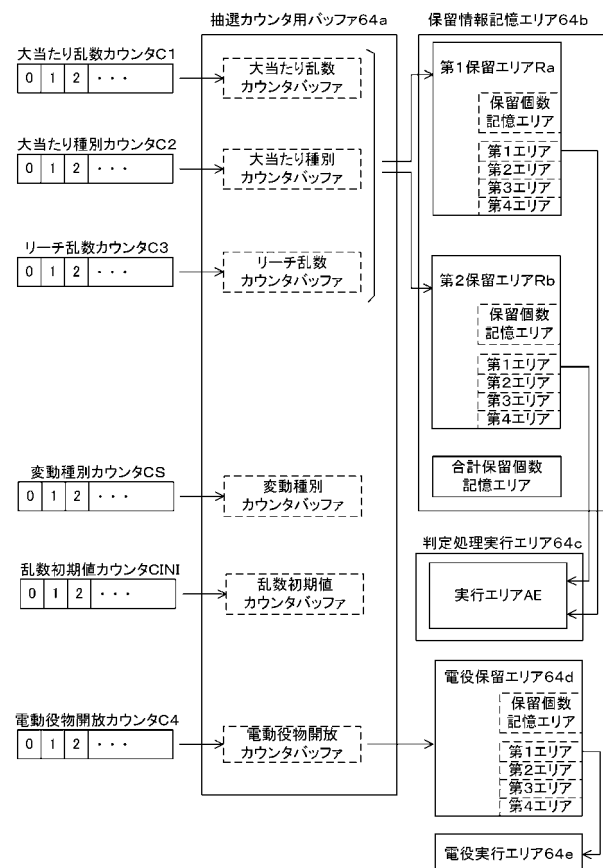 抽選カウンタ用バッファ64a
保留情報記憶エリア64b
大当たり乱数カウンタC1
0 1 2 ・・・
大当たり乱数
カウンタバッファ
第1保留エリアRa
保留個数
記憶エリア
第1エリア
第2エリア
第3エリア
第4エリア
大当たり種別カウンタC2
0 1 2 ・・・
大当たり種別
カウンタバッファ
リーチ乱数カウンタC3
0 1 2 ・・・
リーチ乱数
カウンタバッファ
第2保留エリアRb
保留個数
記憶エリア
第1エリア
第2エリア
第3エリア
第4エリア
合計保留個数
記憶エリア
変動種別カウンタCS
0 1 2 ・・・
変動種別
カウンタバッファ
判定処理実行エリア64c
実行エリアAE
乱数初期値カウンタCINI
0 1 2 ・・・
乱数初期値
カウンタバッファ
電役保留エリア64d
保留個数
記憶エリア
第1エリア
第2エリア
第3エリア
第4エリア
電動役物開放カウンタC4
0 1 2 ・・・
電動役物開放
カウンタバッファ
電役実行エリア64e